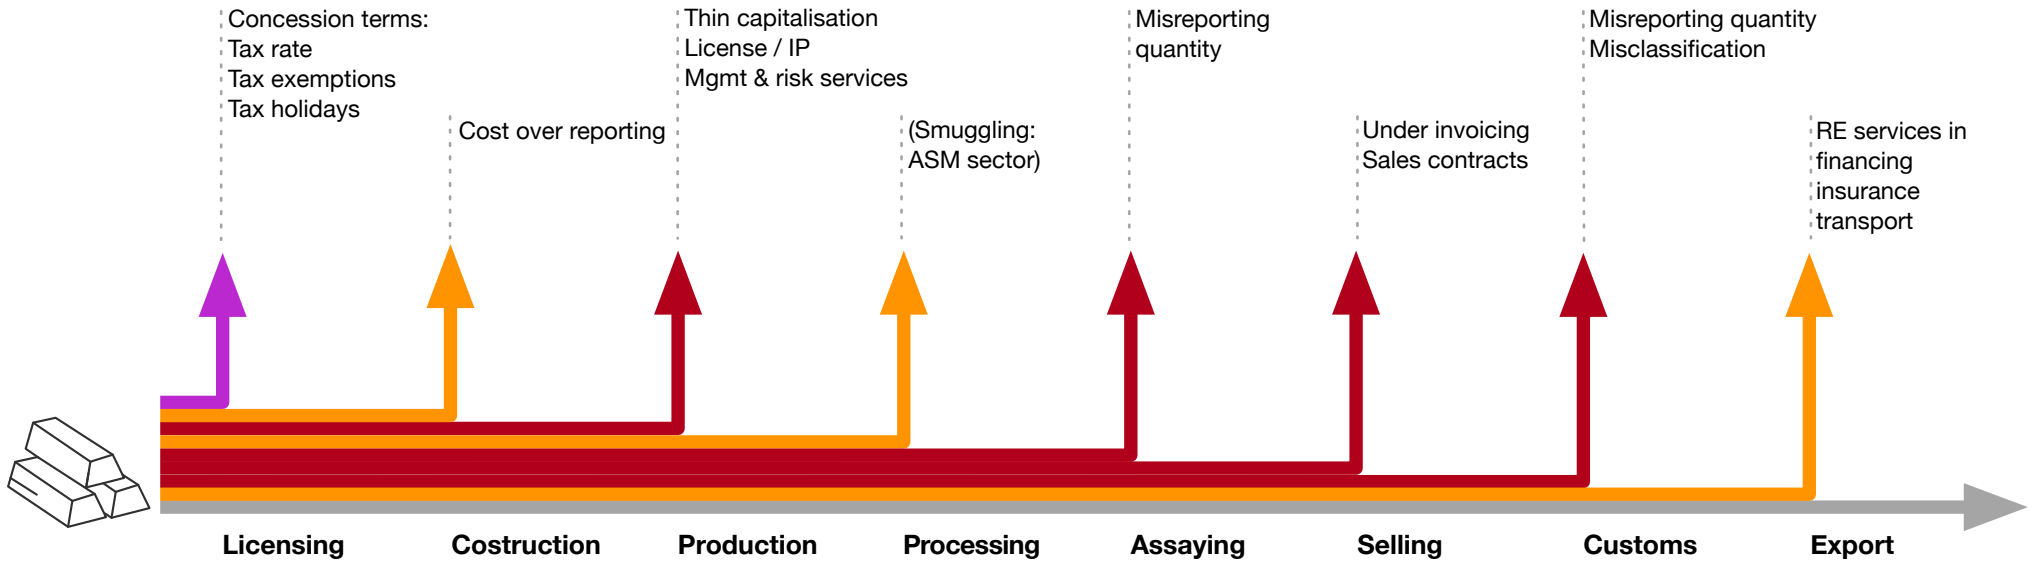 Concession terms:
Tax rate
Tax exemptions
Tax holidays
Cost over reporting
Thin capitalisation
License / IP
Mgmt & risk services
(Smuggling:
ASM sector)
Misreporting
quantity
Under invoicing
Sales contracts
Misreporting quantity
Misclassification
RE services in
financing
insurance
transport
Licensing
Costruction
Production
Processing
Assaying
Selling
Customs
Export